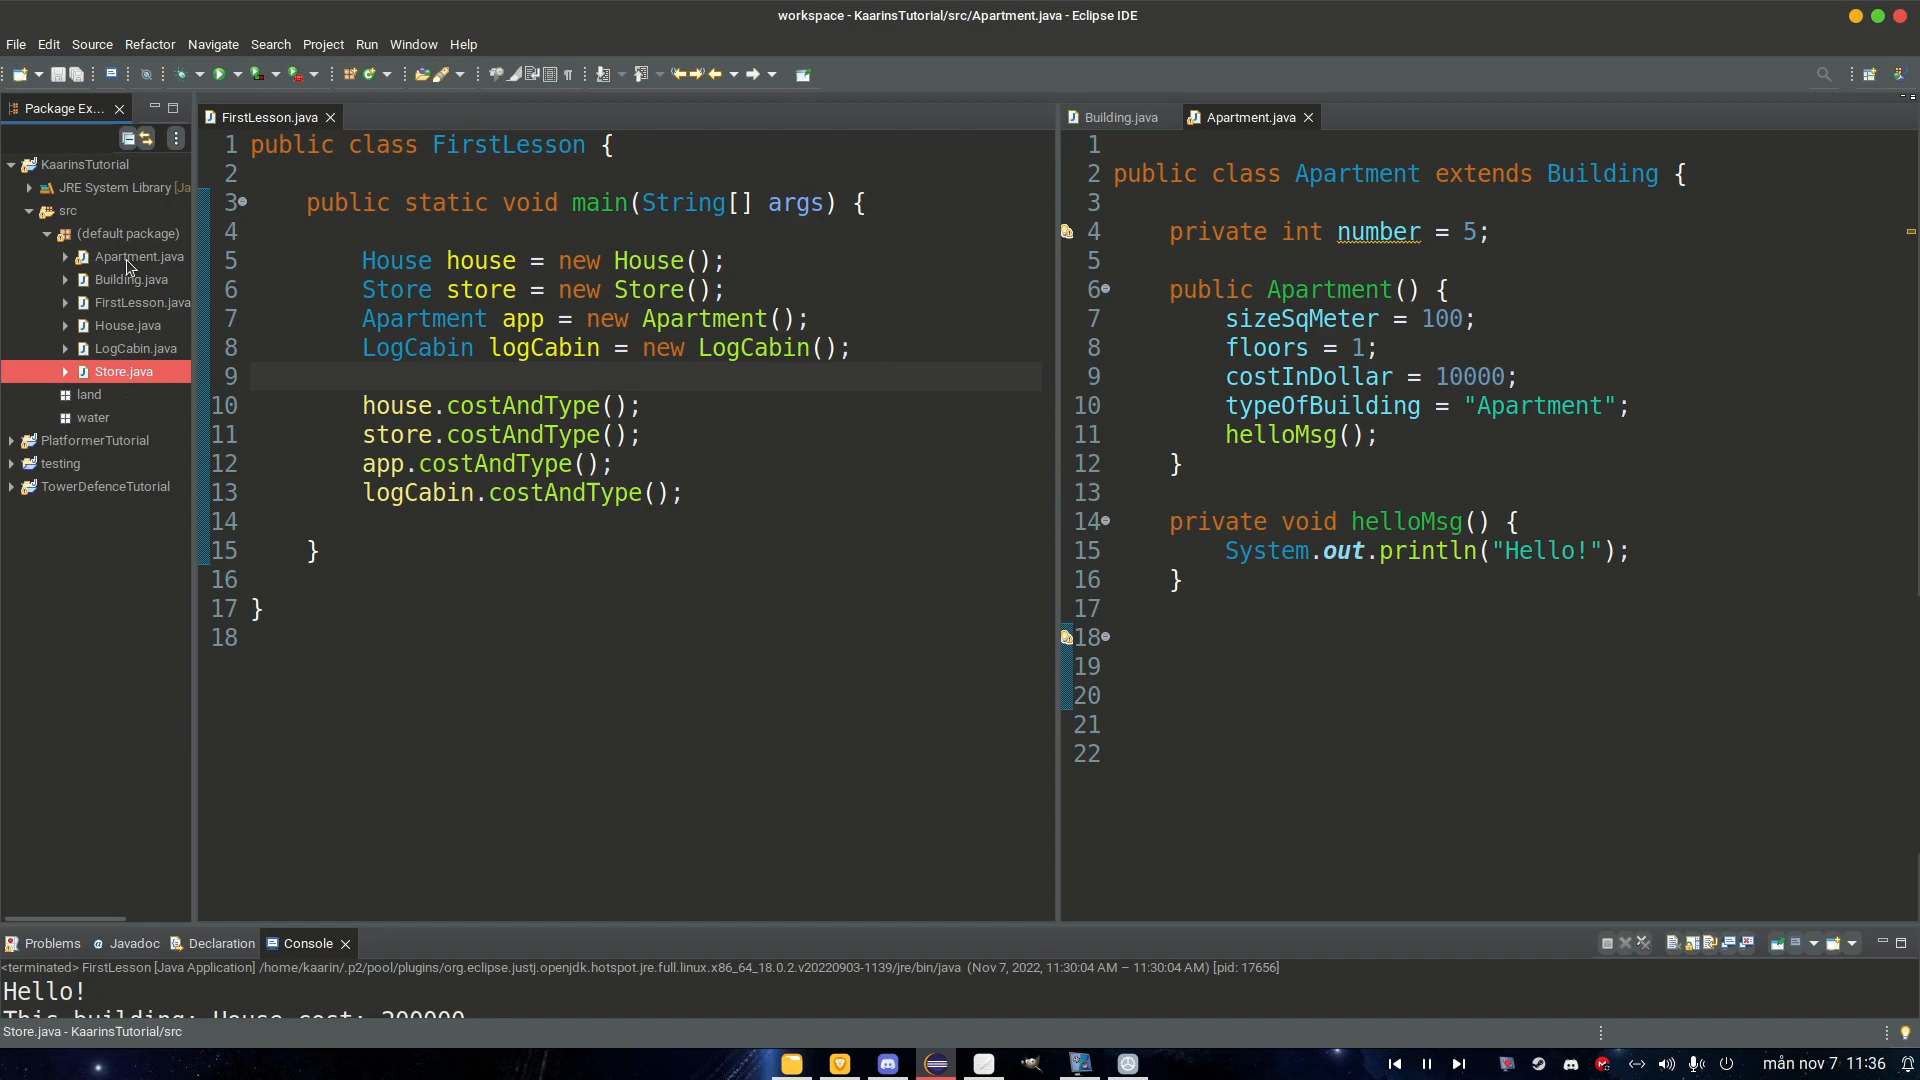 workspace - KaarinsTutorial/src/Apartment.java - Eclipse IDE
File Edit Source Refactor Navigate Search Project Run Window Help
Package Ex...
KaarinsTutorial
JRE System Library [Ja
src
(default package)
Apartment.java
Building.java
FirstLesson.java
House.java
LogCabin.java
Store.java
land
water
PlatformerTutorial
testing
TowerDefenceTutorial
FirstLesson.java
1 public class FirstLesson {
2
3 public static void main(String[] args) {
4
5 House house = new House();
6 Store store = new Store();
7 Apartment app = new Apartment();
8 LogCabin logCabin = new LogCabin();
9
10 house.costAndType();
11 store.costAndType();
12 app.costAndType();
13 logCabin.costAndType();
14
15 }
16
17 }
18
Building.java Apartment.java
1
2 public class Apartment extends Building {
3
4 private int number = 5;
5
6 public Apartment() {
7 sizeSqMeter = 100;
8 floors = 1;
9 costInDollar = 10000;
10 typeOfBuilding = "Apartment";
11 helloMsg();
12 }
13
14 private void helloMsg() {
15 System.out.println("Hello!");
16 }
17
18
19
20
21
22
Problems Javadoc Declaration Console
<terminated> FirstLesson [Java Application] /home/kaarin/.p2/pool/plugins/org.eclipse.justj.openjdk.hotspot.jre.full.linux.x86_64_18.0.2.v20220903-1139/jre/bin/java (Nov 7, 2022, 11:30:04 AM – 11:30:04 AM) [pid: 17656]
Hello!
This building: House cost: 200000
Store.java - KaarinsTutorial/src
mån nov 7 11:36